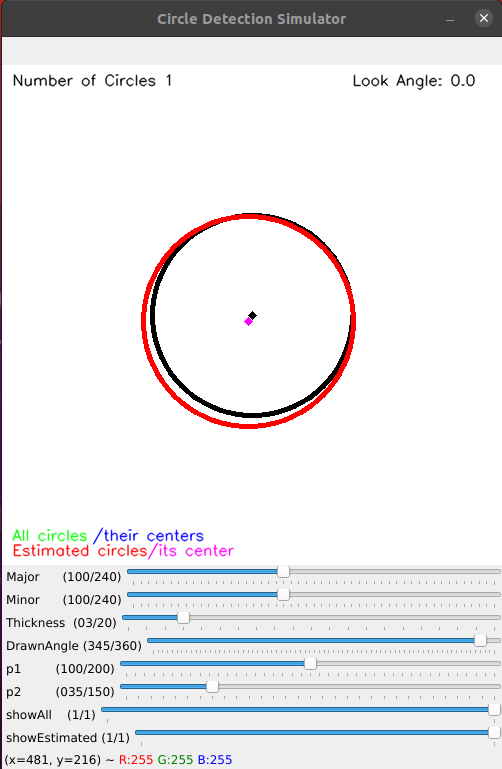 Circle Detection Simulator
Number of Circles 1 Look Angle: 0.0
All circles /their centers
Estimated circles/its center
Major (100/240)
Minor (100/240)
Thickness (03/20)
DrawnAngle (345/360)
p1 (100/200)
p2 (035/150)
showAll (1/1)
showEstimated (1/1)
(x=481, y=216) ~ R:255 G:255 B:255